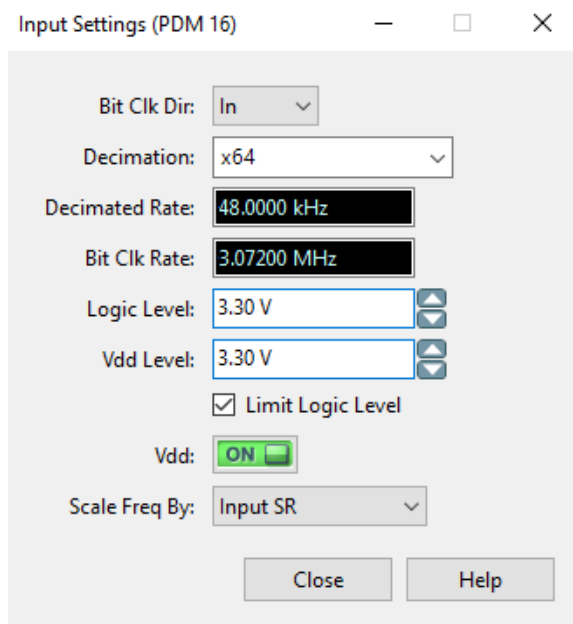 Input Settings (PDM 16)
Bit Clk Dir: In
Decimation: x64
Decimated Rate: 48.0000 kHz
Bit Clk Rate: 3.07200 MHz
Logic Level: 3.30 V
Vdd Level: 3.30 V
Limit Logic Level
Vdd: ON
Scale Freq By: Input SR
Close Help